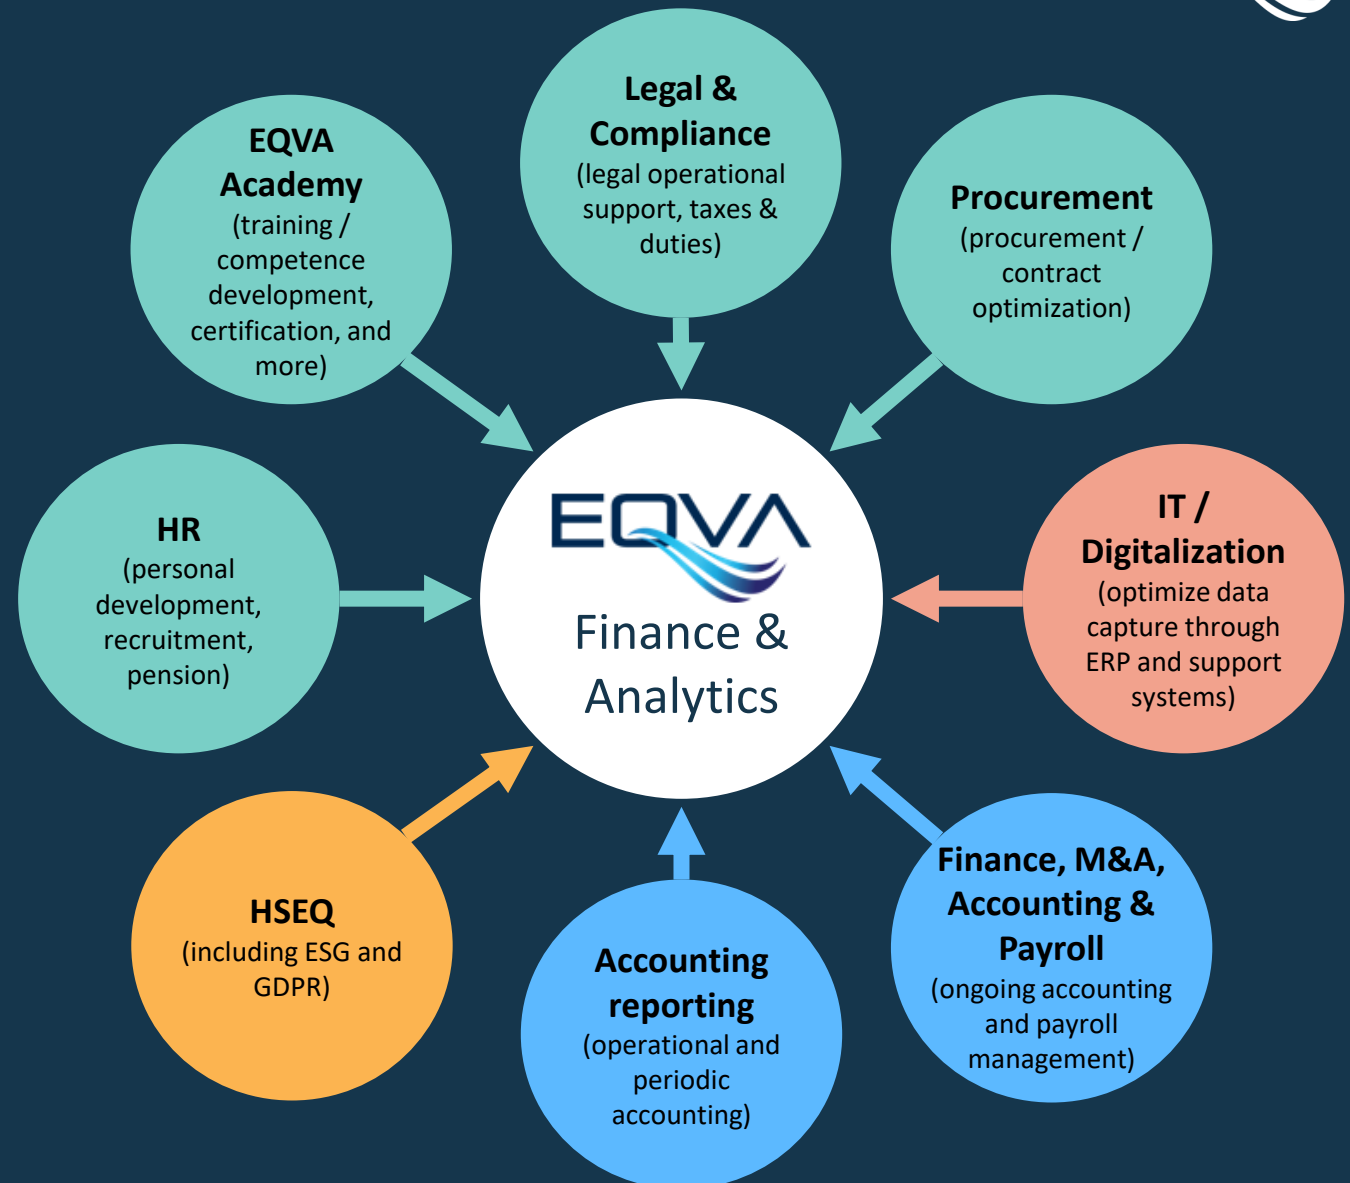 Legal &
Compliance
(legal operational
support, taxes &
duties)
EQVA
Academy
(training /
competence
development,
certification, and
more)
Procurement
(procurement /
contract
optimization)
HR
(personal
development,
recruitment,
pension)
EQVA
Finance &
Analytics
IT /
Digitalization
(optimize data
capture through
ERP and support
systems)
HSEQ
(including ESG and
GDPR)
Accounting
reporting
(operational and
periodic
accounting)
Finance, M&A,
Accounting &
Payroll
(ongoing accounting
and payroll
management)